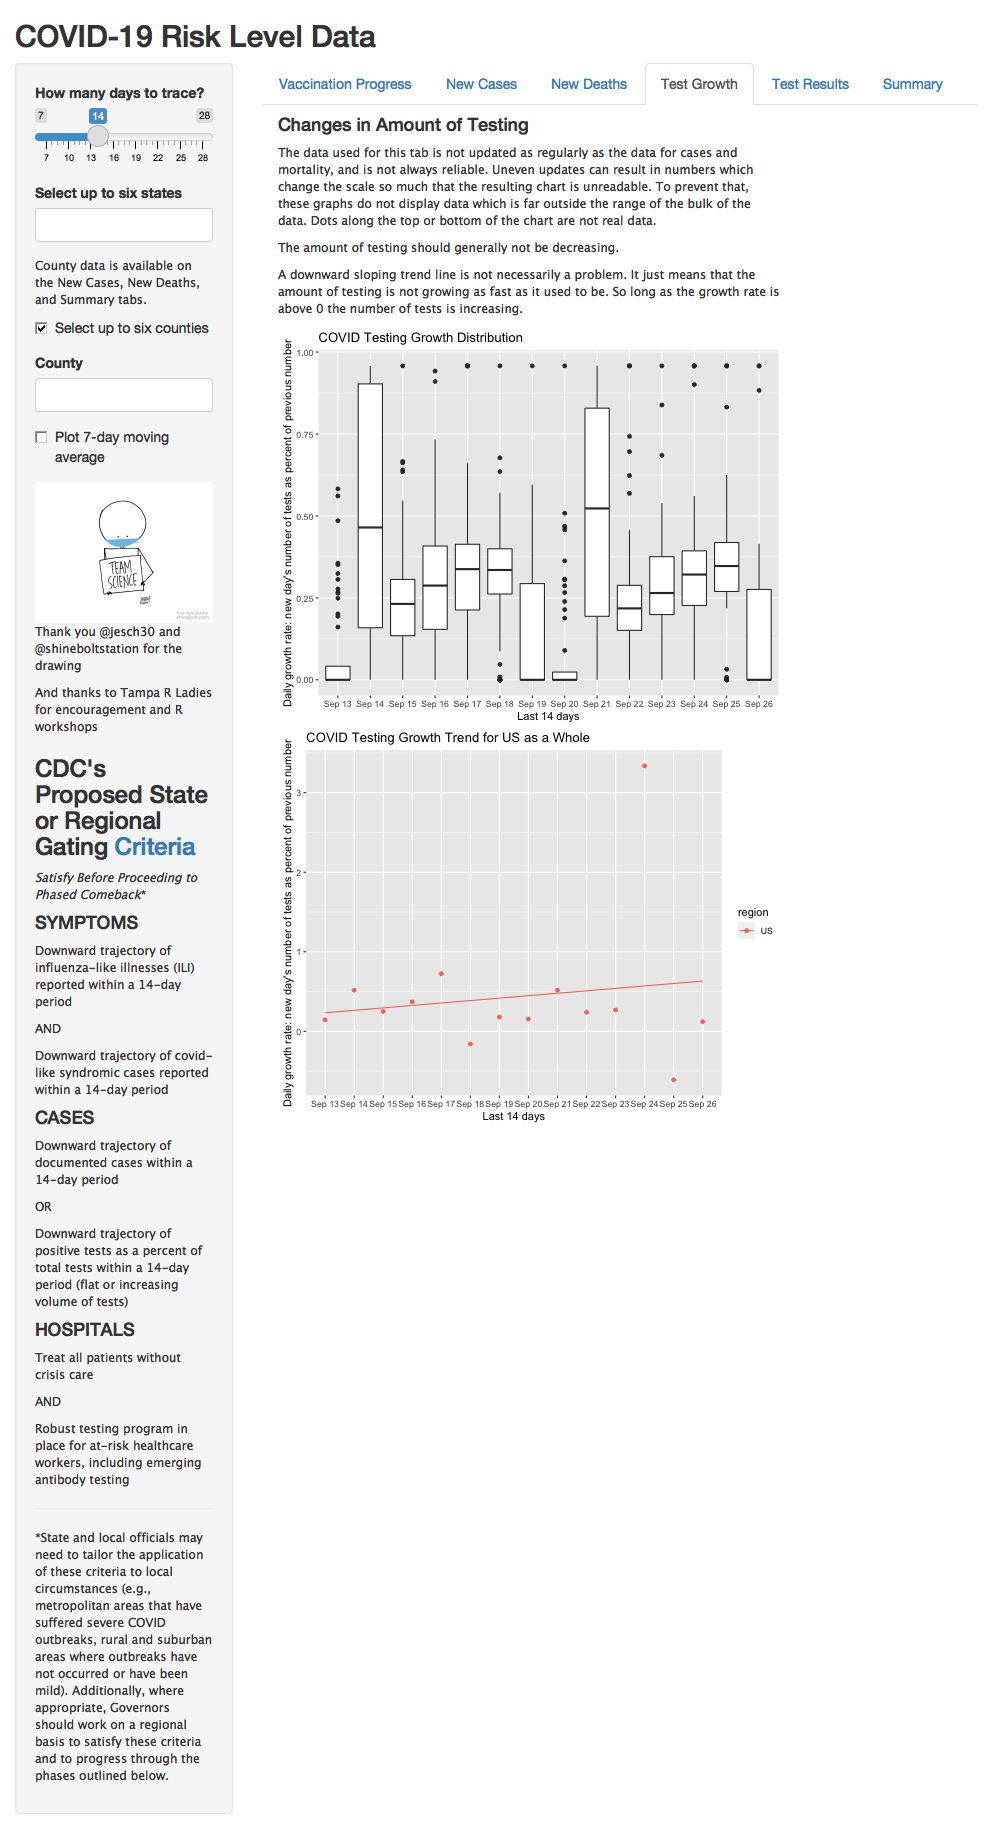 COVID-19 Risk Level Data
How many days to trace?
7 14 28
7 10 13 16 19 22 25 28
Select up to six states
County data is available on
the New Cases, New Deaths,
and Summary tabs.
Select up to six counties
County
Plot 7-day moving
average
TEAM
SCIENCE
Thank you @jesch30 and
@shineboltstation for the
drawing
And thanks to Tampa R Ladies
for encouragement and R
workshops
CDC's
Proposed State
or Regional
Gating Criteria
Satisfy Before Proceeding to
Phased Comeback*
SYMPTOMS
Downward trajectory of
influenza-like illnesses (ILI)
reported within a 14-day
period
AND
Downward trajectory of covid-
like syndromic cases reported
within a 14-day period
CASES
Downward trajectory of
documented cases within a
14-day period
OR
Downward trajectory of
positive tests as a percent of
total tests within a 14-day
period (flat or increasing
volume of tests)
HOSPITALS
Treat all patients without
crisis care
AND
Robust testing program in
place for at-risk healthcare
workers, including emerging
antibody testing
*State and local officials may
need to tailor the application
of these criteria to local
circumstances (e.g.,
metropolitan areas that have
suffered severe COVID
outbreaks, rural and suburban
areas where outbreaks have
not occurred or have been
mild). Additionally, where
appropriate, Governors
should work on a regional
basis to satisfy these criteria
and to progress through the
phases outlined below.
Vaccination Progress New Cases New Deaths Test Growth Test Results Summary
Changes in Amount of Testing
The data used for this tab is not updated as regularly as the data for cases and
mortality, and is not always reliable. Uneven updates can result in numbers which
change the scale so much that the resulting chart is unreadable. To prevent that,
these graphs do not display data which is far outside the range of the bulk of the
data. Dots along the top or bottom of the chart are not real data.
The amount of testing should generally not be decreasing.
A downward sloping trend line is not necessarily a problem. It just means that the
amount of testing is not growing as fast as it used to be. So long as the growth rate is
above 0 the number of tests is increasing.
COVID Testing Growth Distribution
Daily growth rate: new day's number of tests as percent of previous number
1.00
0.75
0.50
0.25
0.00
Sep 13 Sep 14 Sep 15 Sep 16 Sep 17 Sep 18 Sep 19 Sep 20 Sep 21 Sep 22 Sep 23 Sep 24 Sep 25 Sep 26
Last 14 days
COVID Testing Growth Trend for US as a Whole
Daily growth rate: new day's number of tests as percent of previous number
3
2
1
0
Sep 13 Sep 14 Sep 15 Sep 16 Sep 17 Sep 18 Sep 19 Sep 20 Sep 21 Sep 22 Sep 23 Sep 24 Sep 25 Sep 26
Last 14 days
region
US